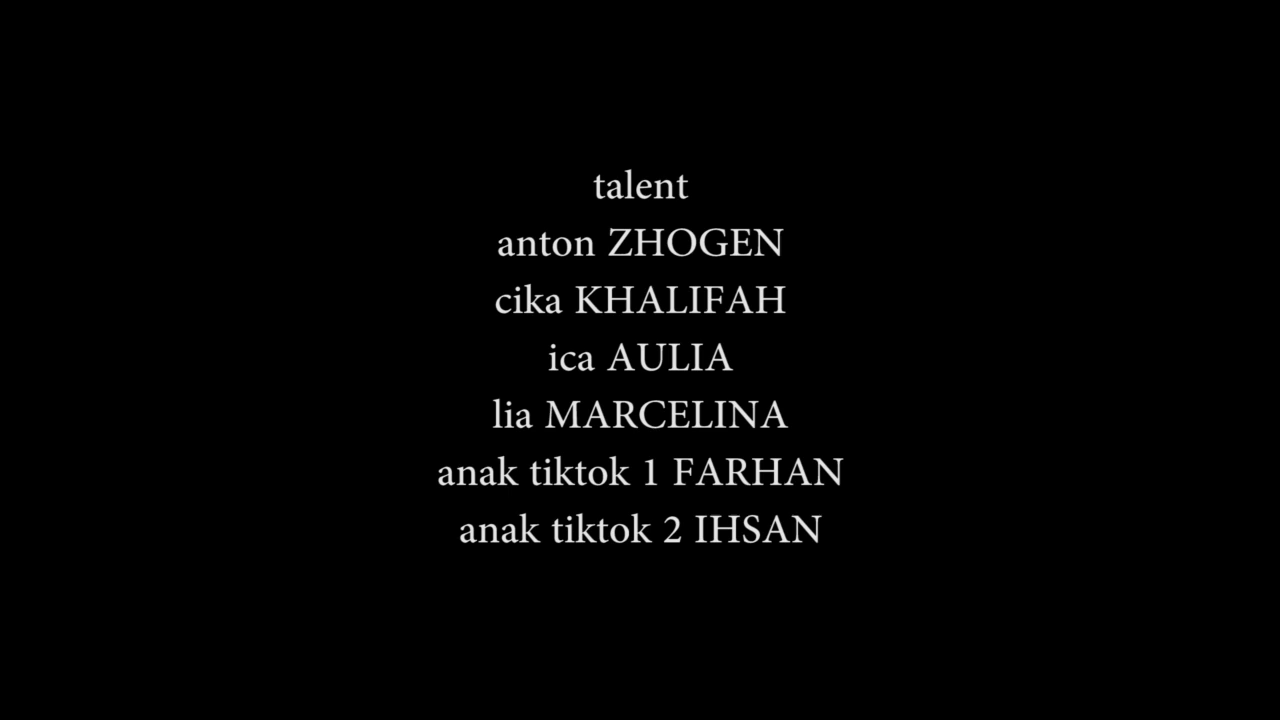 talent
anton ZHOGEN
cika KHALIFAH
ica AULIA
lia MARCELINA
anak tiktok 1 FARHAN
anak tiktok 2 IHSAN